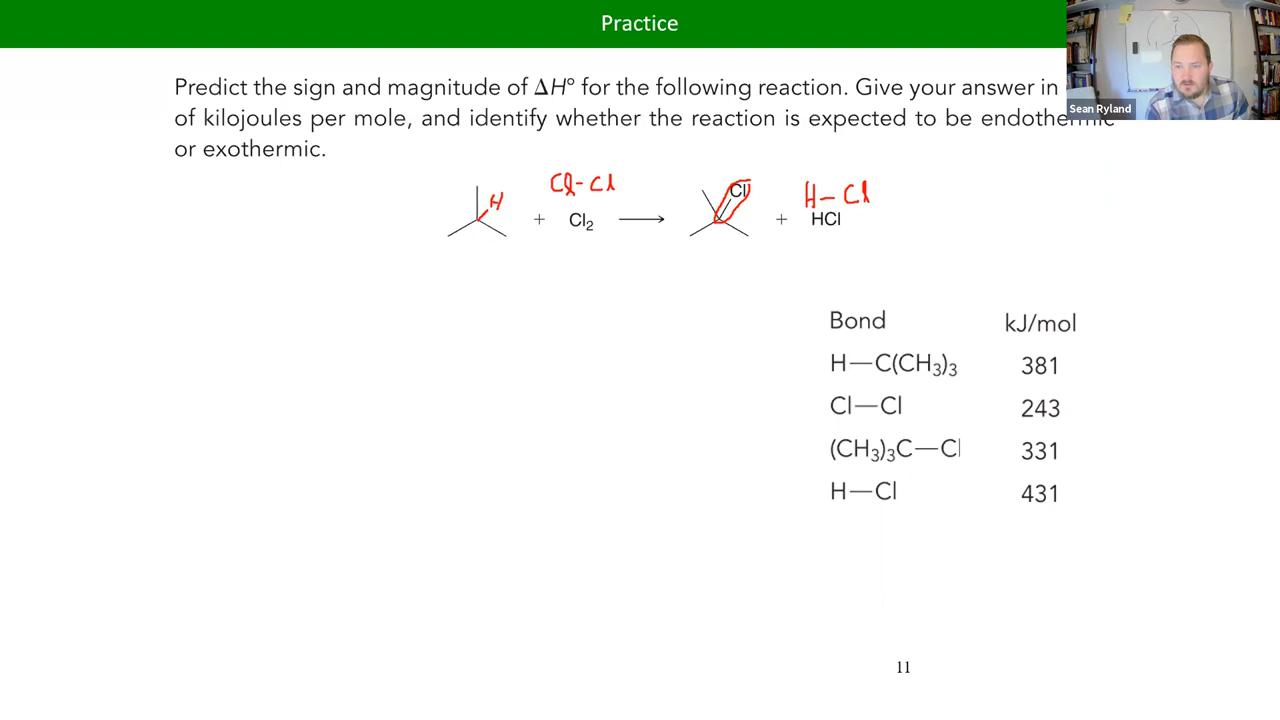 Practice
Predict the sign and magnitude of ΔH° for the following reaction. Give your answer in
of kilojoules per mole, and identify whether the reaction is expected to be endothermic
or exothermic.
Sean Ryland
H Cl-Cl Cl H-Cl
+ Cl₂ + HCl
Bond kJ/mol
H—C(CH₃)₃ 381
Cl—Cl 243
(CH₃)₃C—Cl 331
H—Cl 431
11